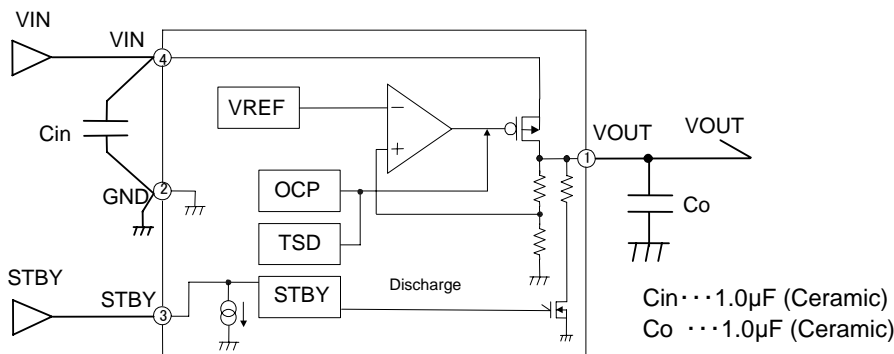 VIN
VIN
4
VREF
−
+
VOUT
VOUT
1
Cin
2
GND
OCP
Co
TSD
STBY
STBY
3
STBY
Discharge
Cin･･･1.0µF (Ceramic)
Co ･･･1.0µF (Ceramic)